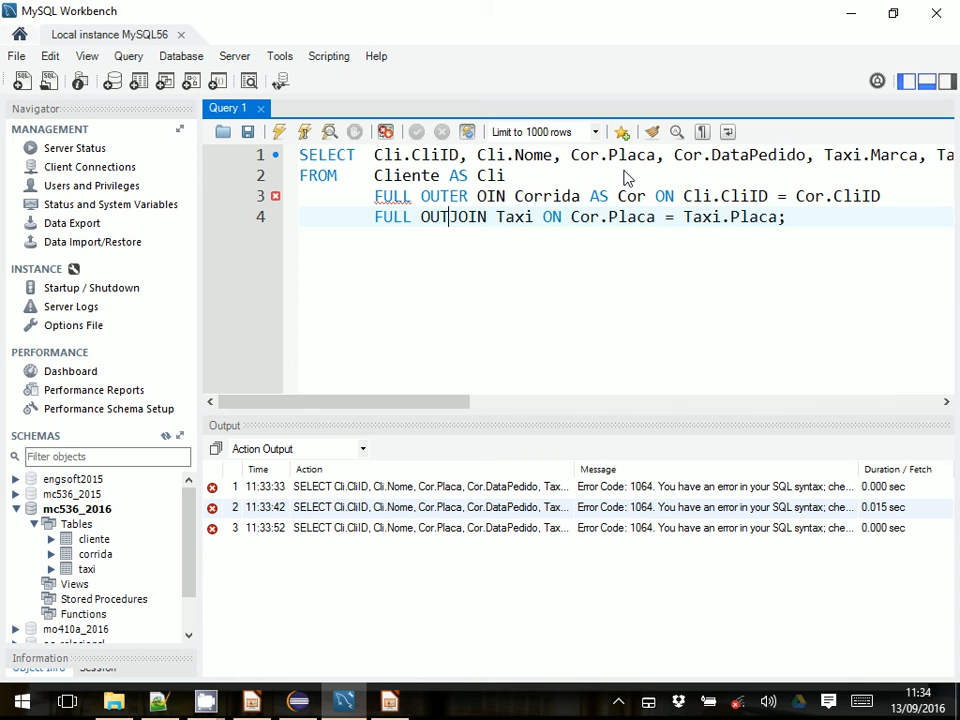 MySQL Workbench
Local instance MySQL56
File Edit View Query Database Server Tools Scripting Help
Navigator
MANAGEMENT
Server Status
Client Connections
Users and Privileges
Status and System Variables
Data Export
Data Import/Restore
INSTANCE
Startup / Shutdown
Server Logs
Options File
PERFORMANCE
Dashboard
Performance Reports
Performance Schema Setup
SCHEMAS
Filter objects
engsoft2015
mc536_2015
mc536_2016
Tables
cliente
corrida
taxi
Views
Stored Procedures
Functions
mo410a_2016
Information
Object Info Session
Query 1
Limit to 1000 rows
1 SELECT Cli.CliID, Cli.Nome, Cor.Placa, Cor.DataPedido, Taxi.Marca, Ta
2 FROM Cliente AS Cli
3 FULL OUTER OIN Corrida AS Cor ON Cli.CliID = Cor.CliID
4 FULL OUTJOIN Taxi ON Cor.Placa = Taxi.Placa;
Output
Action Output
Time Action Message Duration / Fetch
1 11:33:33 SELECT Cli.CliID, Cli.Nome, Cor.Placa, Cor.DataPedido, Tax... Error Code: 1064. You have an error in your SQL syntax; che... 0.000 sec
2 11:33:42 SELECT Cli.CliID, Cli.Nome, Cor.Placa, Cor.DataPedido, Tax... Error Code: 1064. You have an error in your SQL syntax; che... 0.015 sec
3 11:33:52 SELECT Cli.CliID, Cli.Nome, Cor.Placa, Cor.DataPedido, Tax... Error Code: 1064. You have an error in your SQL syntax; che... 0.000 sec
11:34
13/09/2016